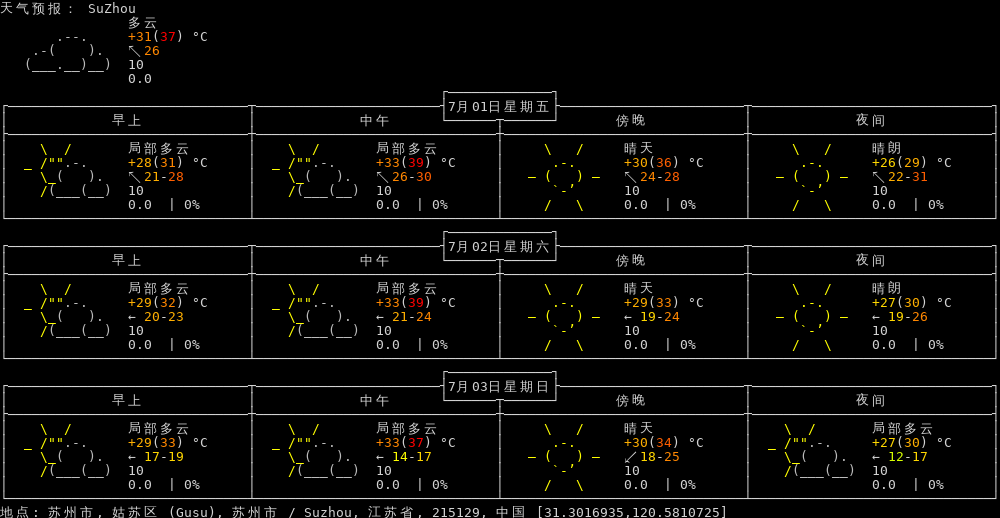 天气预报： SuZhou
多云
+31(37) °C
↖ 26
10
0.0
7月01日星期五
早上 中午 傍晚 夜间
局部多云 局部多云 晴天 晴朗
+28(31) °C +33(39) °C +30(36) °C +26(29) °C
↖ 21-28 ↖ 26-30 ↖ 24-28 ↖ 22-31
10 10 10 10
0.0 | 0% 0.0 | 0% 0.0 | 0% 0.0 | 0%
7月02日星期六
早上 中午 傍晚 夜间
局部多云 局部多云 晴天 晴朗
+29(32) °C +33(39) °C +29(33) °C +27(30) °C
← 20-23 ← 21-24 ← 19-24 ← 19-26
10 10 10 10
0.0 | 0% 0.0 | 0% 0.0 | 0% 0.0 | 0%
7月03日星期日
早上 中午 傍晚 夜间
局部多云 局部多云 晴天 局部多云
+29(33) °C +33(37) °C +30(34) °C +27(30) °C
← 17-19 ← 14-17 ↙ 18-25 ← 12-17
10 10 10 10
0.0 | 0% 0.0 | 0% 0.0 | 0% 0.0 | 0%
地点: 苏州市, 姑苏区 (Gusu), 苏州市 / Suzhou, 江苏省, 215129, 中国 [31.3016935,120.5810725]